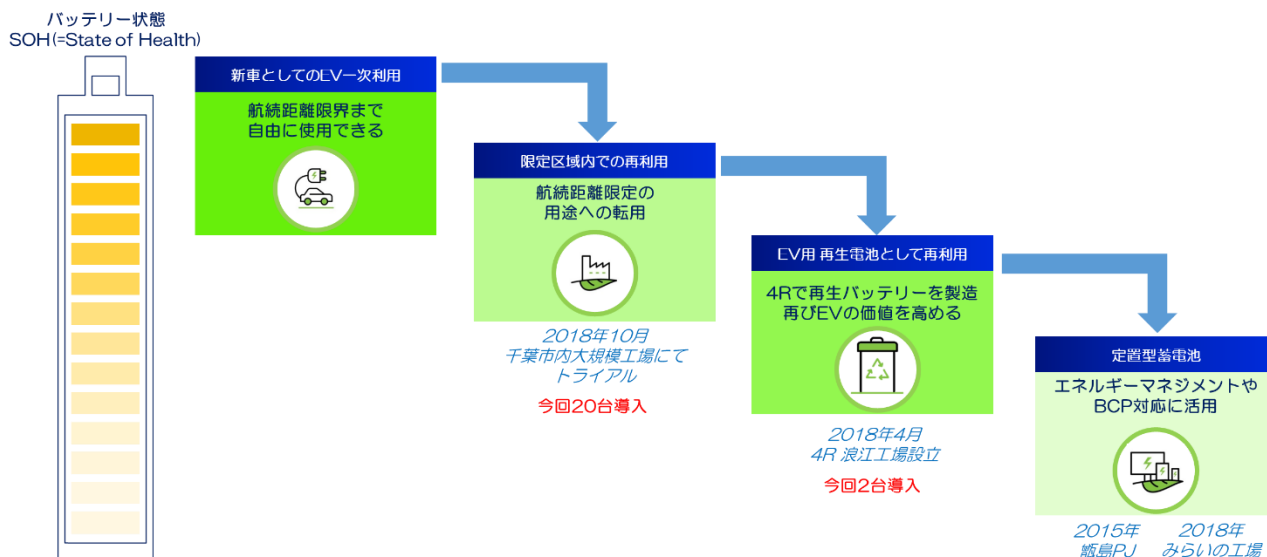 バッテリー状態
SOH(=State of Health)
新車としてのEV一次利用
航続距離限界まで
自由に使用できる
限定区域内での再利用
航続距離限定の
用途への転用
2018年10月
千葉市内大規模工場にて
トライアル
今回20台導入
EV用 再生電池として再利用
4Rで再生バッテリーを製造
再びEVの価値を高める
2018年4月
4R 浪江工場設立
今回2台導入
定置型蓄電池
エネルギーマネジメントや
BCP対応に活用
2015年
甑島PJ
2018年
みらいの工場